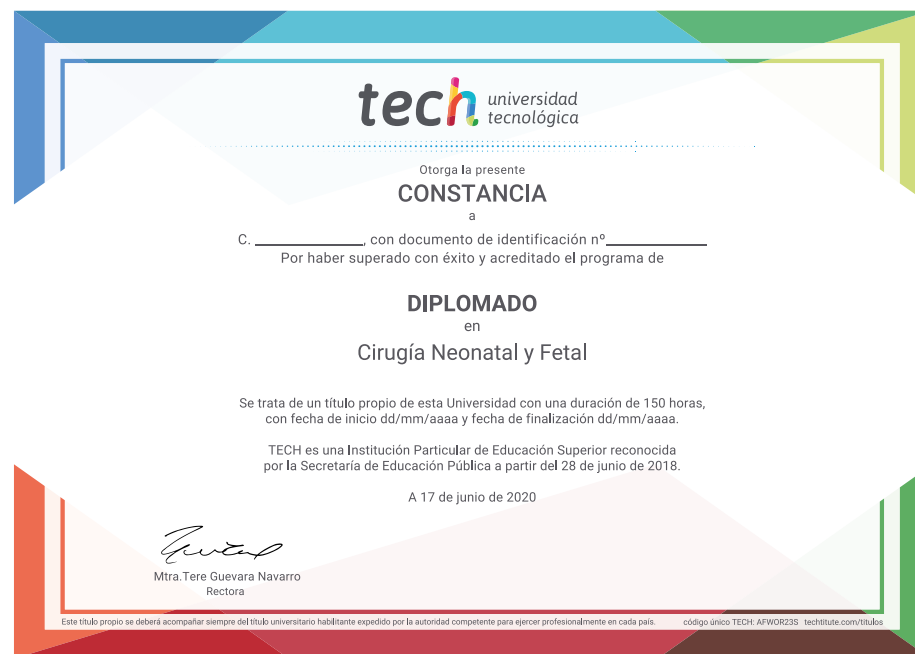 tech universidad
tecnológica
Otorga la presente
CONSTANCIA
a
C. ____________, con documento de identificación nº____________
Por haber superado con éxito y acreditado el programa de
DIPLOMADO
en
Cirugía Neonatal y Fetal
Se trata de un título propio de esta Universidad con una duración de 150 horas,
con fecha de inicio dd/mm/aaaa y fecha de finalización dd/mm/aaaa.
TECH es una Institución Particular de Educación Superior reconocida
por la Secretaría de Educación Pública a partir del 28 de junio de 2018.
A 17 de junio de 2020
Mtra.Tere Guevara Navarro
Rectora
Este título propio se deberá acompañar siempre del título universitario habilitante expedido por la autoridad competente para ejercer profesionalmente en cada país. código único TECH: AFWOR23S techtitute.com/titulos